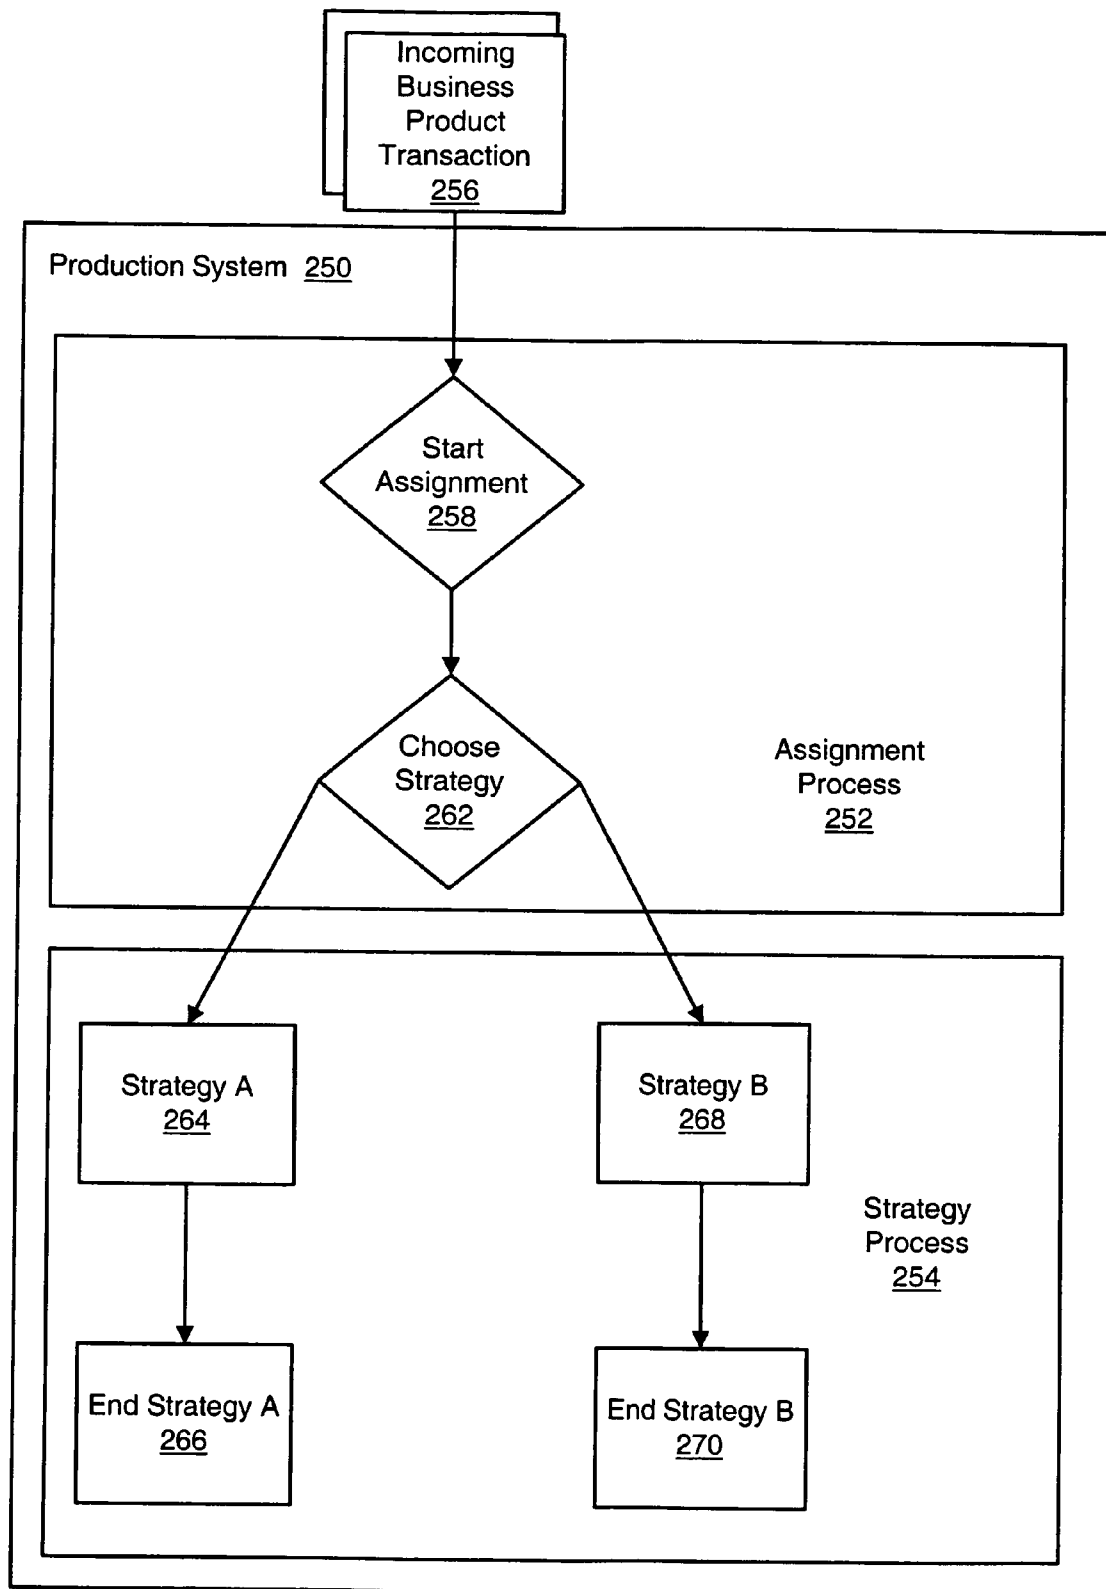 Incoming
Business
Product
Transaction
256
Production System 250
Start
Assignment
258
Choose
Strategy
262
Assignment
Process
252
Strategy A
264
Strategy B
268
Strategy
Process
254
End Strategy A
266
End Strategy B
270